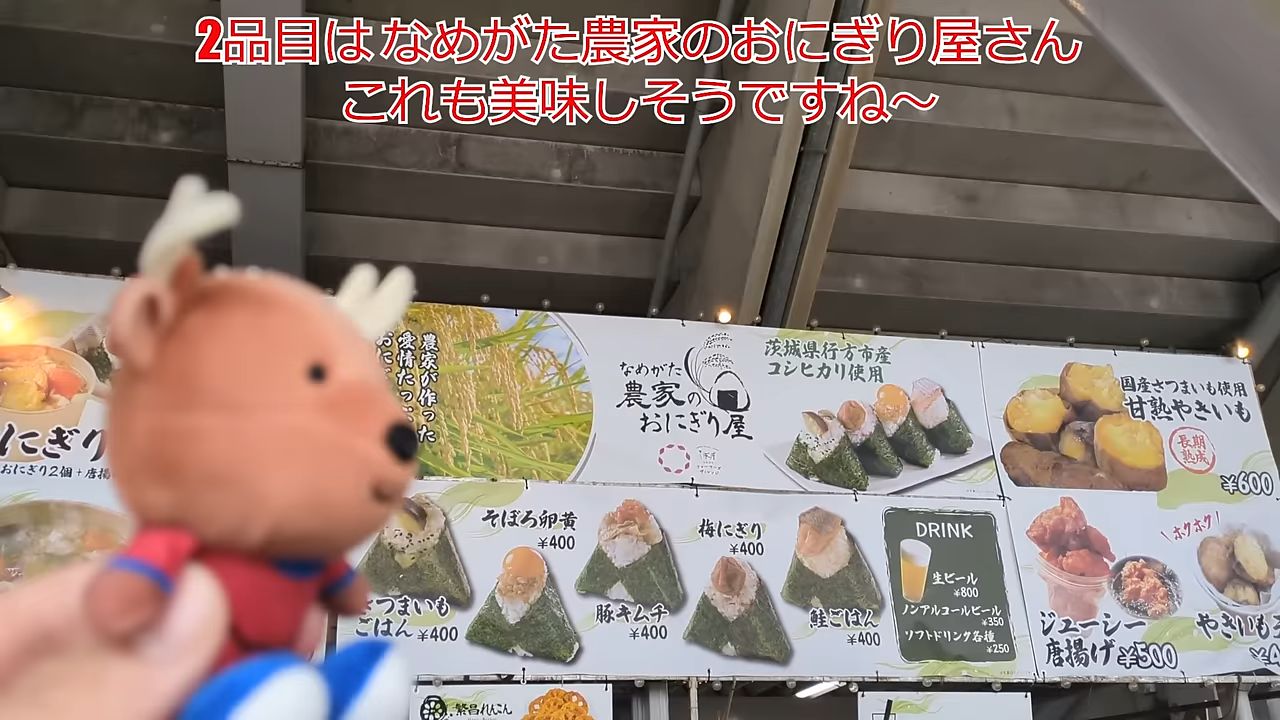 2品目はなめがた農家のおにぎり屋さん
これも美味しそうですね～
農家が作った
愛情たっ
おに
なめがた
農家の
おにぎり屋
茨城県行方市産
コシヒカリ使用
国産さつまいも使用
甘熟やきいも
長期
熟成
¥600
にぎり
おにぎり2個+唐揚
さつまいも
ごはん ¥400
そぼろ卵黄
¥400
豚キムチ
¥400
梅にぎり
¥400
鮭ごはん
¥400
DRINK
生ビール
¥800
ノンアルコールビール
¥350
ソフトドリンク各種
¥250
ジューシー
唐揚げ ¥500
ホクホク
やきいも
繁昌れんこん